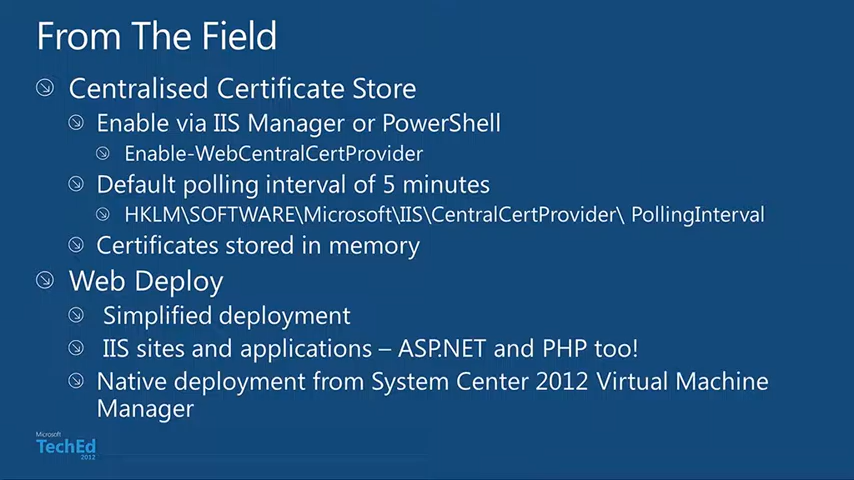 From The Field
Centralised Certificate Store
Enable via IIS Manager or PowerShell
Enable-WebCentralCertProvider
Default polling interval of 5 minutes
HKLM\SOFTWARE\Microsoft\IIS\CentralCertProvider\ PollingInterval
Certificates stored in memory
Web Deploy
Simplified deployment
IIS sites and applications – ASP.NET and PHP too!
Native deployment from System Center 2012 Virtual Machine
Manager
Microsoft
TechEd
2012